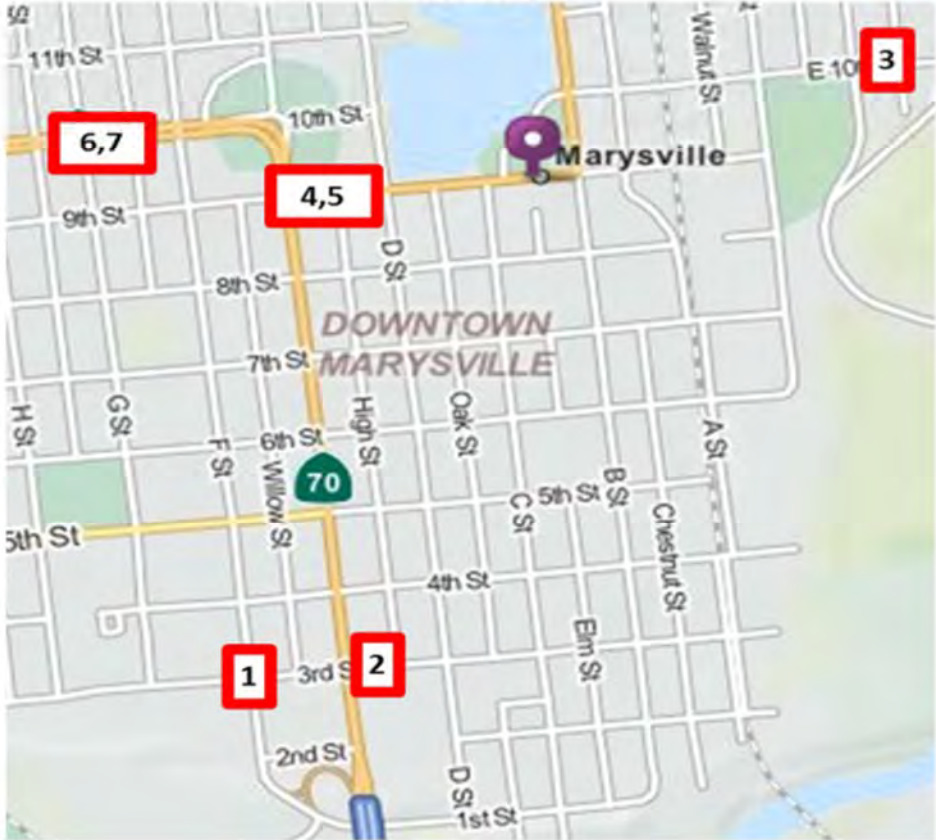 St
11th St
Walnut St
E 10
3
6,7
10th St
Marysville
4,5
9th St
D St
8th St
DOWNTOWN
MARYSVILLE
7th St
H St
G St
F St
High St
Oak St
6th St
A St
70
Willow St
5th St
B St
C St
5th St
Chestnut St
4th St
Elm St
1
3rd S
2
2nd St
D St
1st St